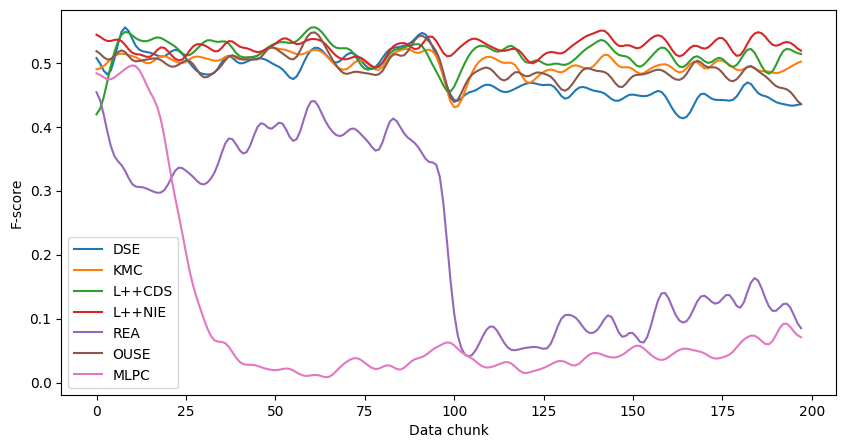 F-score
0.5
0.4
0.3
0.2
0.1
0.0
DSE
KMC
L++CDS
L++NIE
REA
OUSE
MLPC
0 25 50 75 100 125 150 175 200
Data chunk